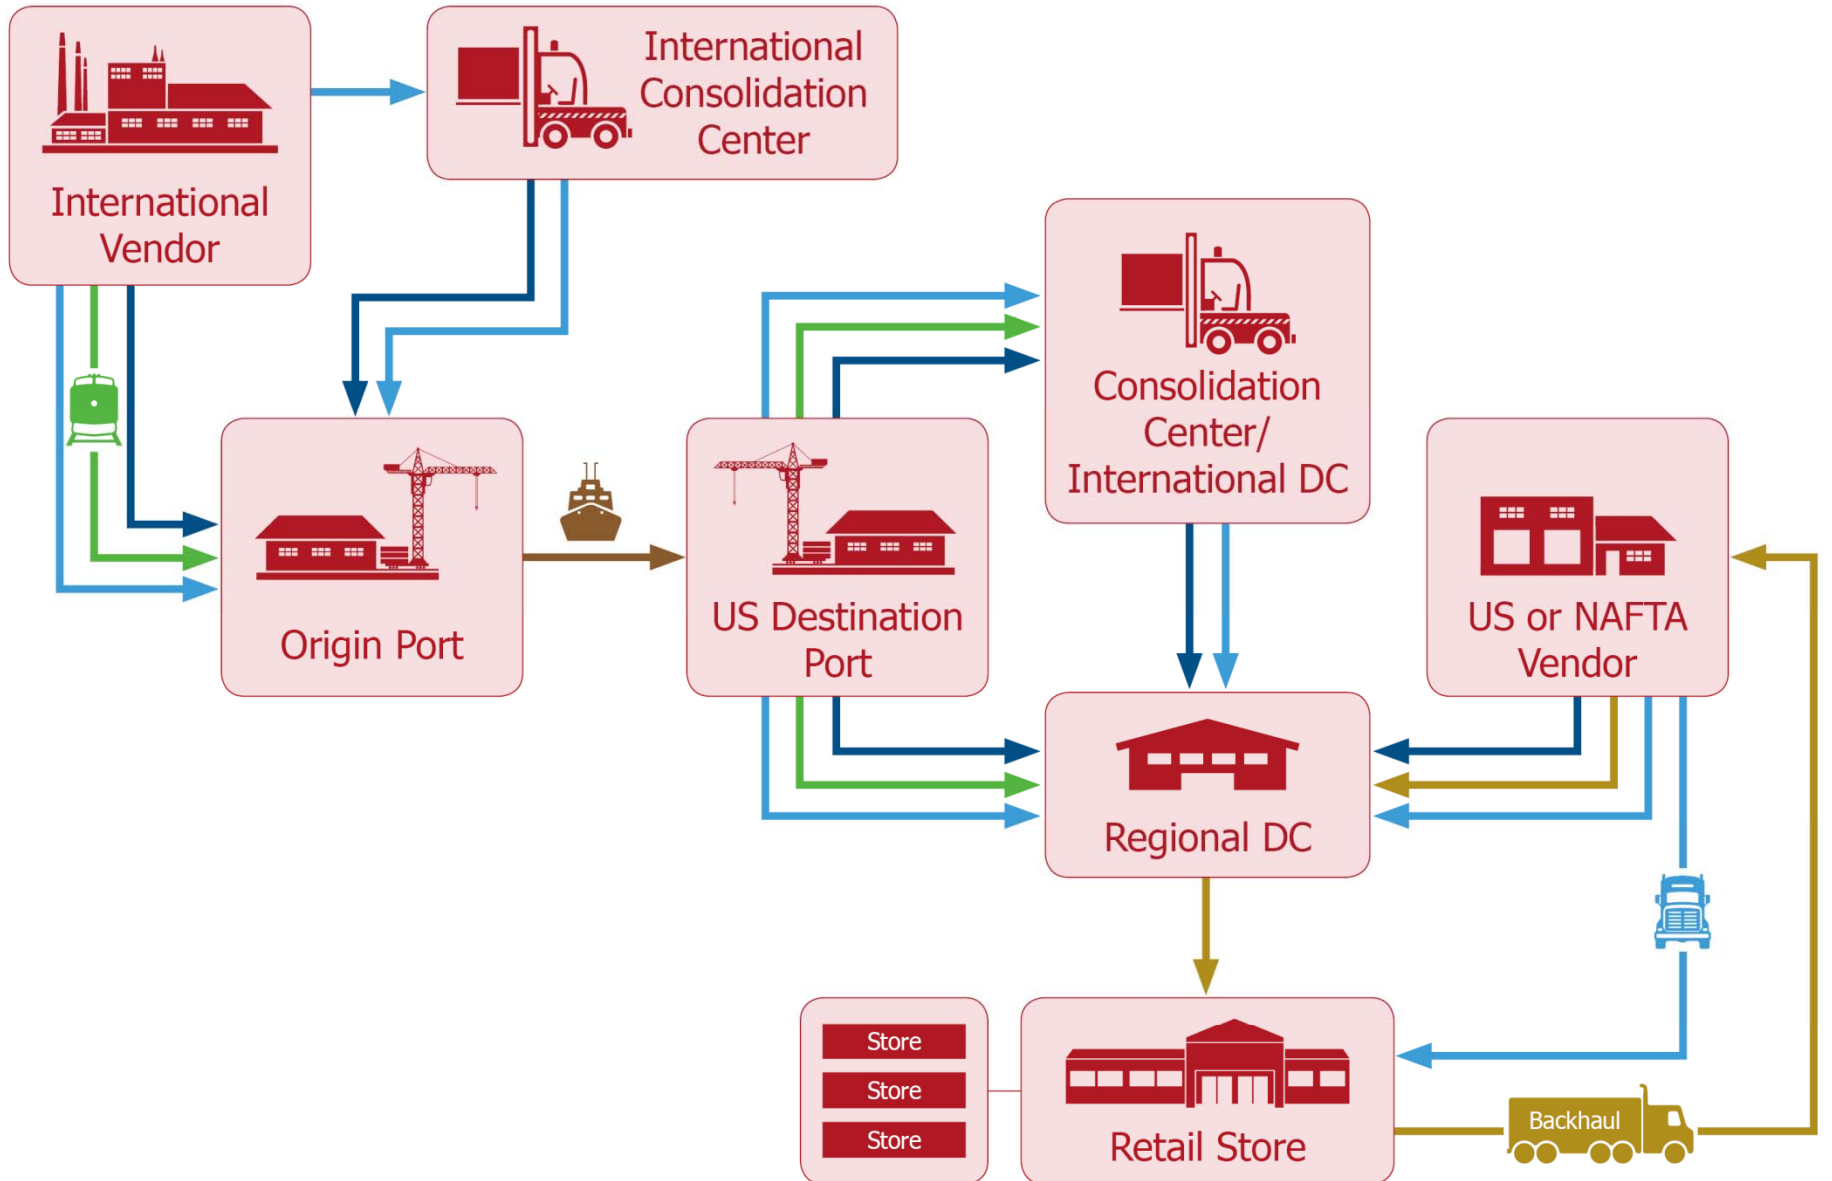 International
Vendor
International
Consolidation
Center
Consolidation
Center/
International DC
Origin Port
US Destination
Port
US or NAFTA
Vendor
Regional DC
Store
Store
Store
Retail Store
Backhaul